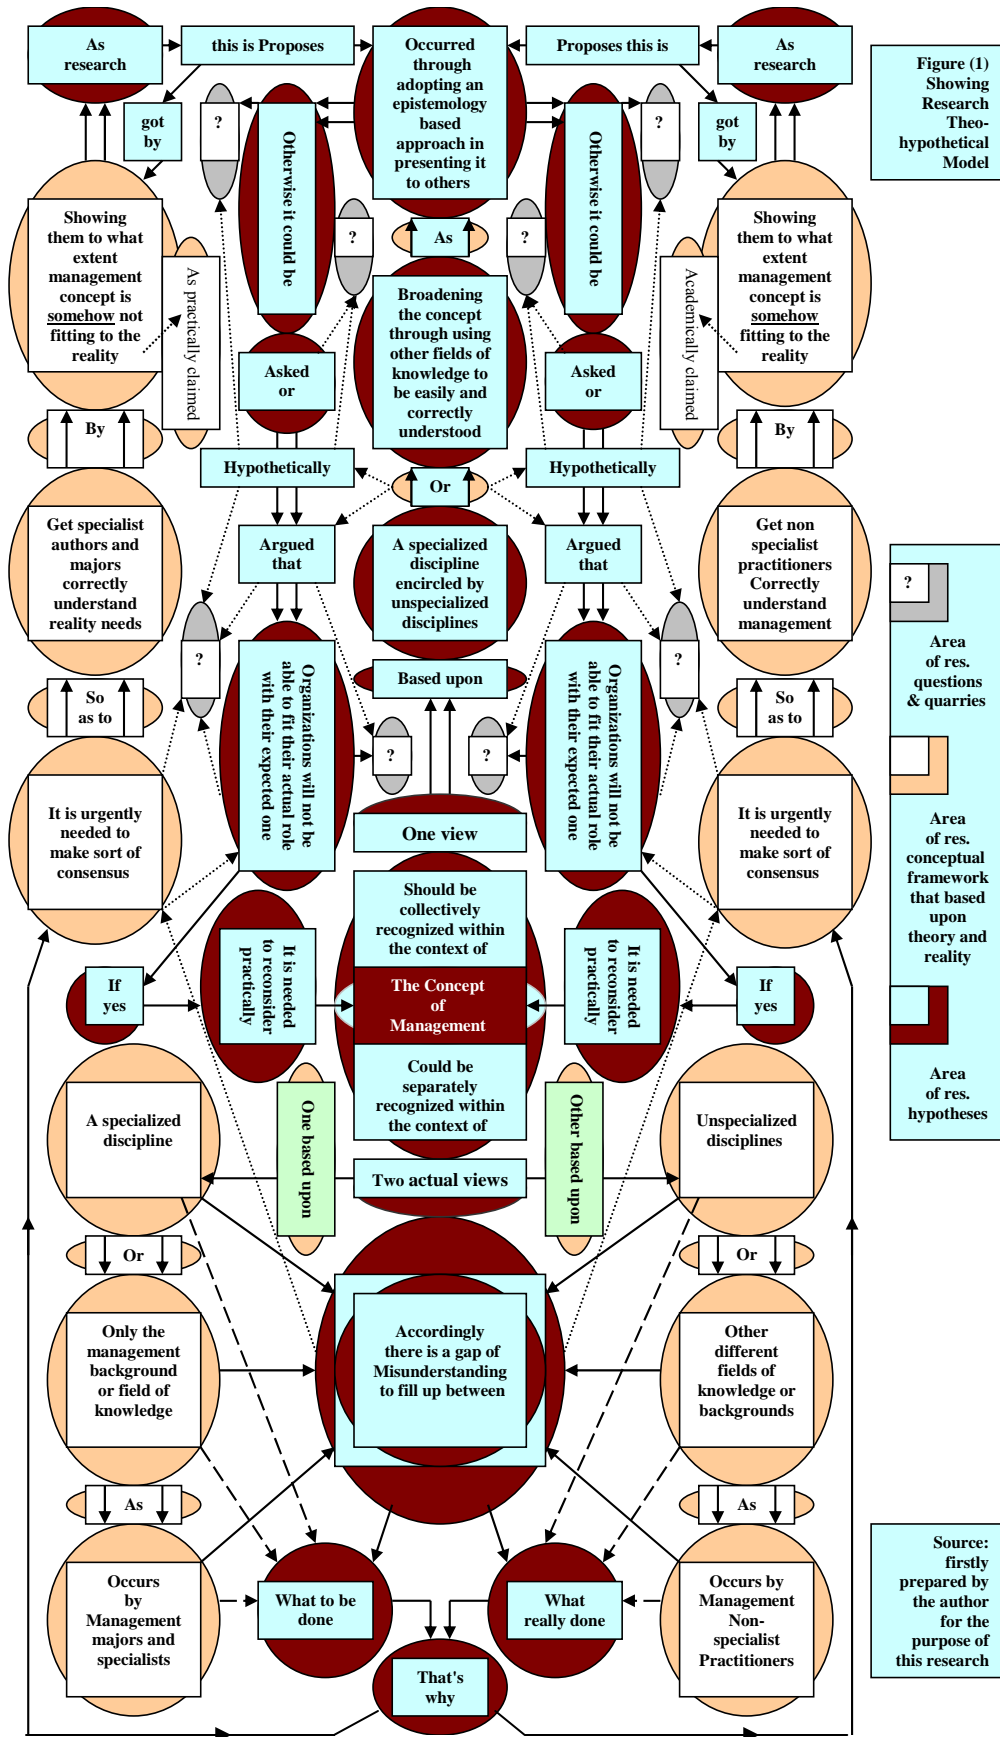 As
research
this is Proposes
Occurred
through
adopting an
epistemology
based
approach in
presenting it
to others
Proposes this is
As
research
Figure (1)
Showing
Research
Theo-
hypothetical
Model
got
by
?
Otherwise it could be
Otherwise it could be
?
got
by
Showing
them to what
extent
management
concept is
somehow not
fitting to the
reality
As practically claimed
?
As
?
Academically claimed
Showing
them to what
extent
management
concept is
somehow
fitting to the
reality
Broadening
the concept
through using
other fields of
knowledge to
be easily and
correctly
understood
Asked
or
Asked
or
By
By
Hypothetically
Or
Hypothetically
Get specialist
authors and
majors
correctly
understand
reality needs
Argued
that
A specialized
discipline
encircled by
unspecialized
disciplines
Argued
that
Get non
specialist
practitioners
Correctly
understand
management
?
Area
of res.
questions
& quarries
?
Organizations will not be
able to fit their actual role
with their expected one
Based upon
Organizations will not be
able to fit their actual role
with their expected one
?
So
as to
So
as to
?
?
It is urgently
needed to
make sort of
consensus
One view
It is urgently
needed to
make sort of
consensus
Area
of res.
conceptual
framework
that based
upon
theory and
reality
Should be
collectively
recognized within
the context of
If
yes
It is needed
to reconsider
practically
The Concept
of
Management
It is needed
to reconsider
practically
If
yes
Could be
separately
recognized within
the context of
Area
of res.
hypotheses
A specialized
discipline
One based upon
Other based upon
Unspecialized
disciplines
Two actual views
Or
Or
Only the
management
background
or field of
knowledge
Accordingly
there is a gap of
Misunderstanding
to fill up between
Other
different
fields of
knowledge or
backgrounds
As
As
Occurs
by
Management
majors and
specialists
What to be
done
What
really done
Occurs by
Management
Non-
specialist
Practitioners
Source:
firstly
prepared by
the author
for the
purpose of
this research
That's
why